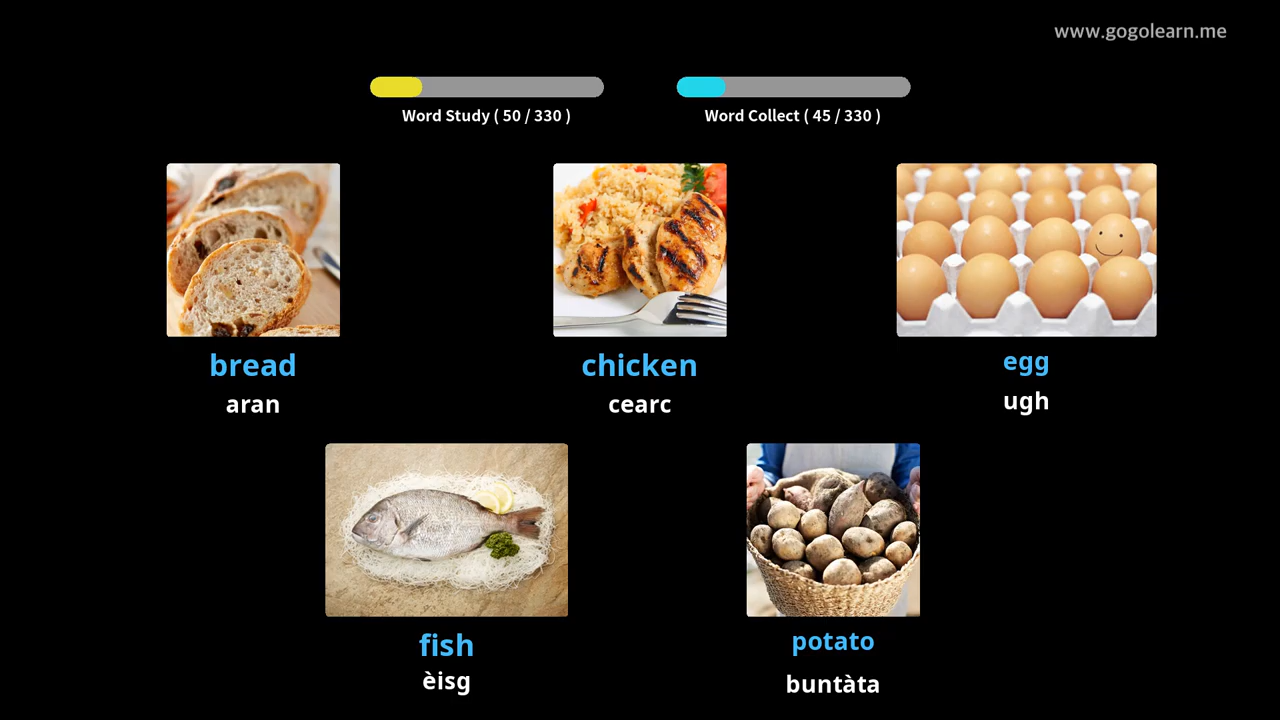 www.gogolearn.me
Word Study ( 50 / 330 )
Word Collect ( 45 / 330 )
bread
aran
chicken
cearc
egg
ugh
fish
èisg
potato
buntàta